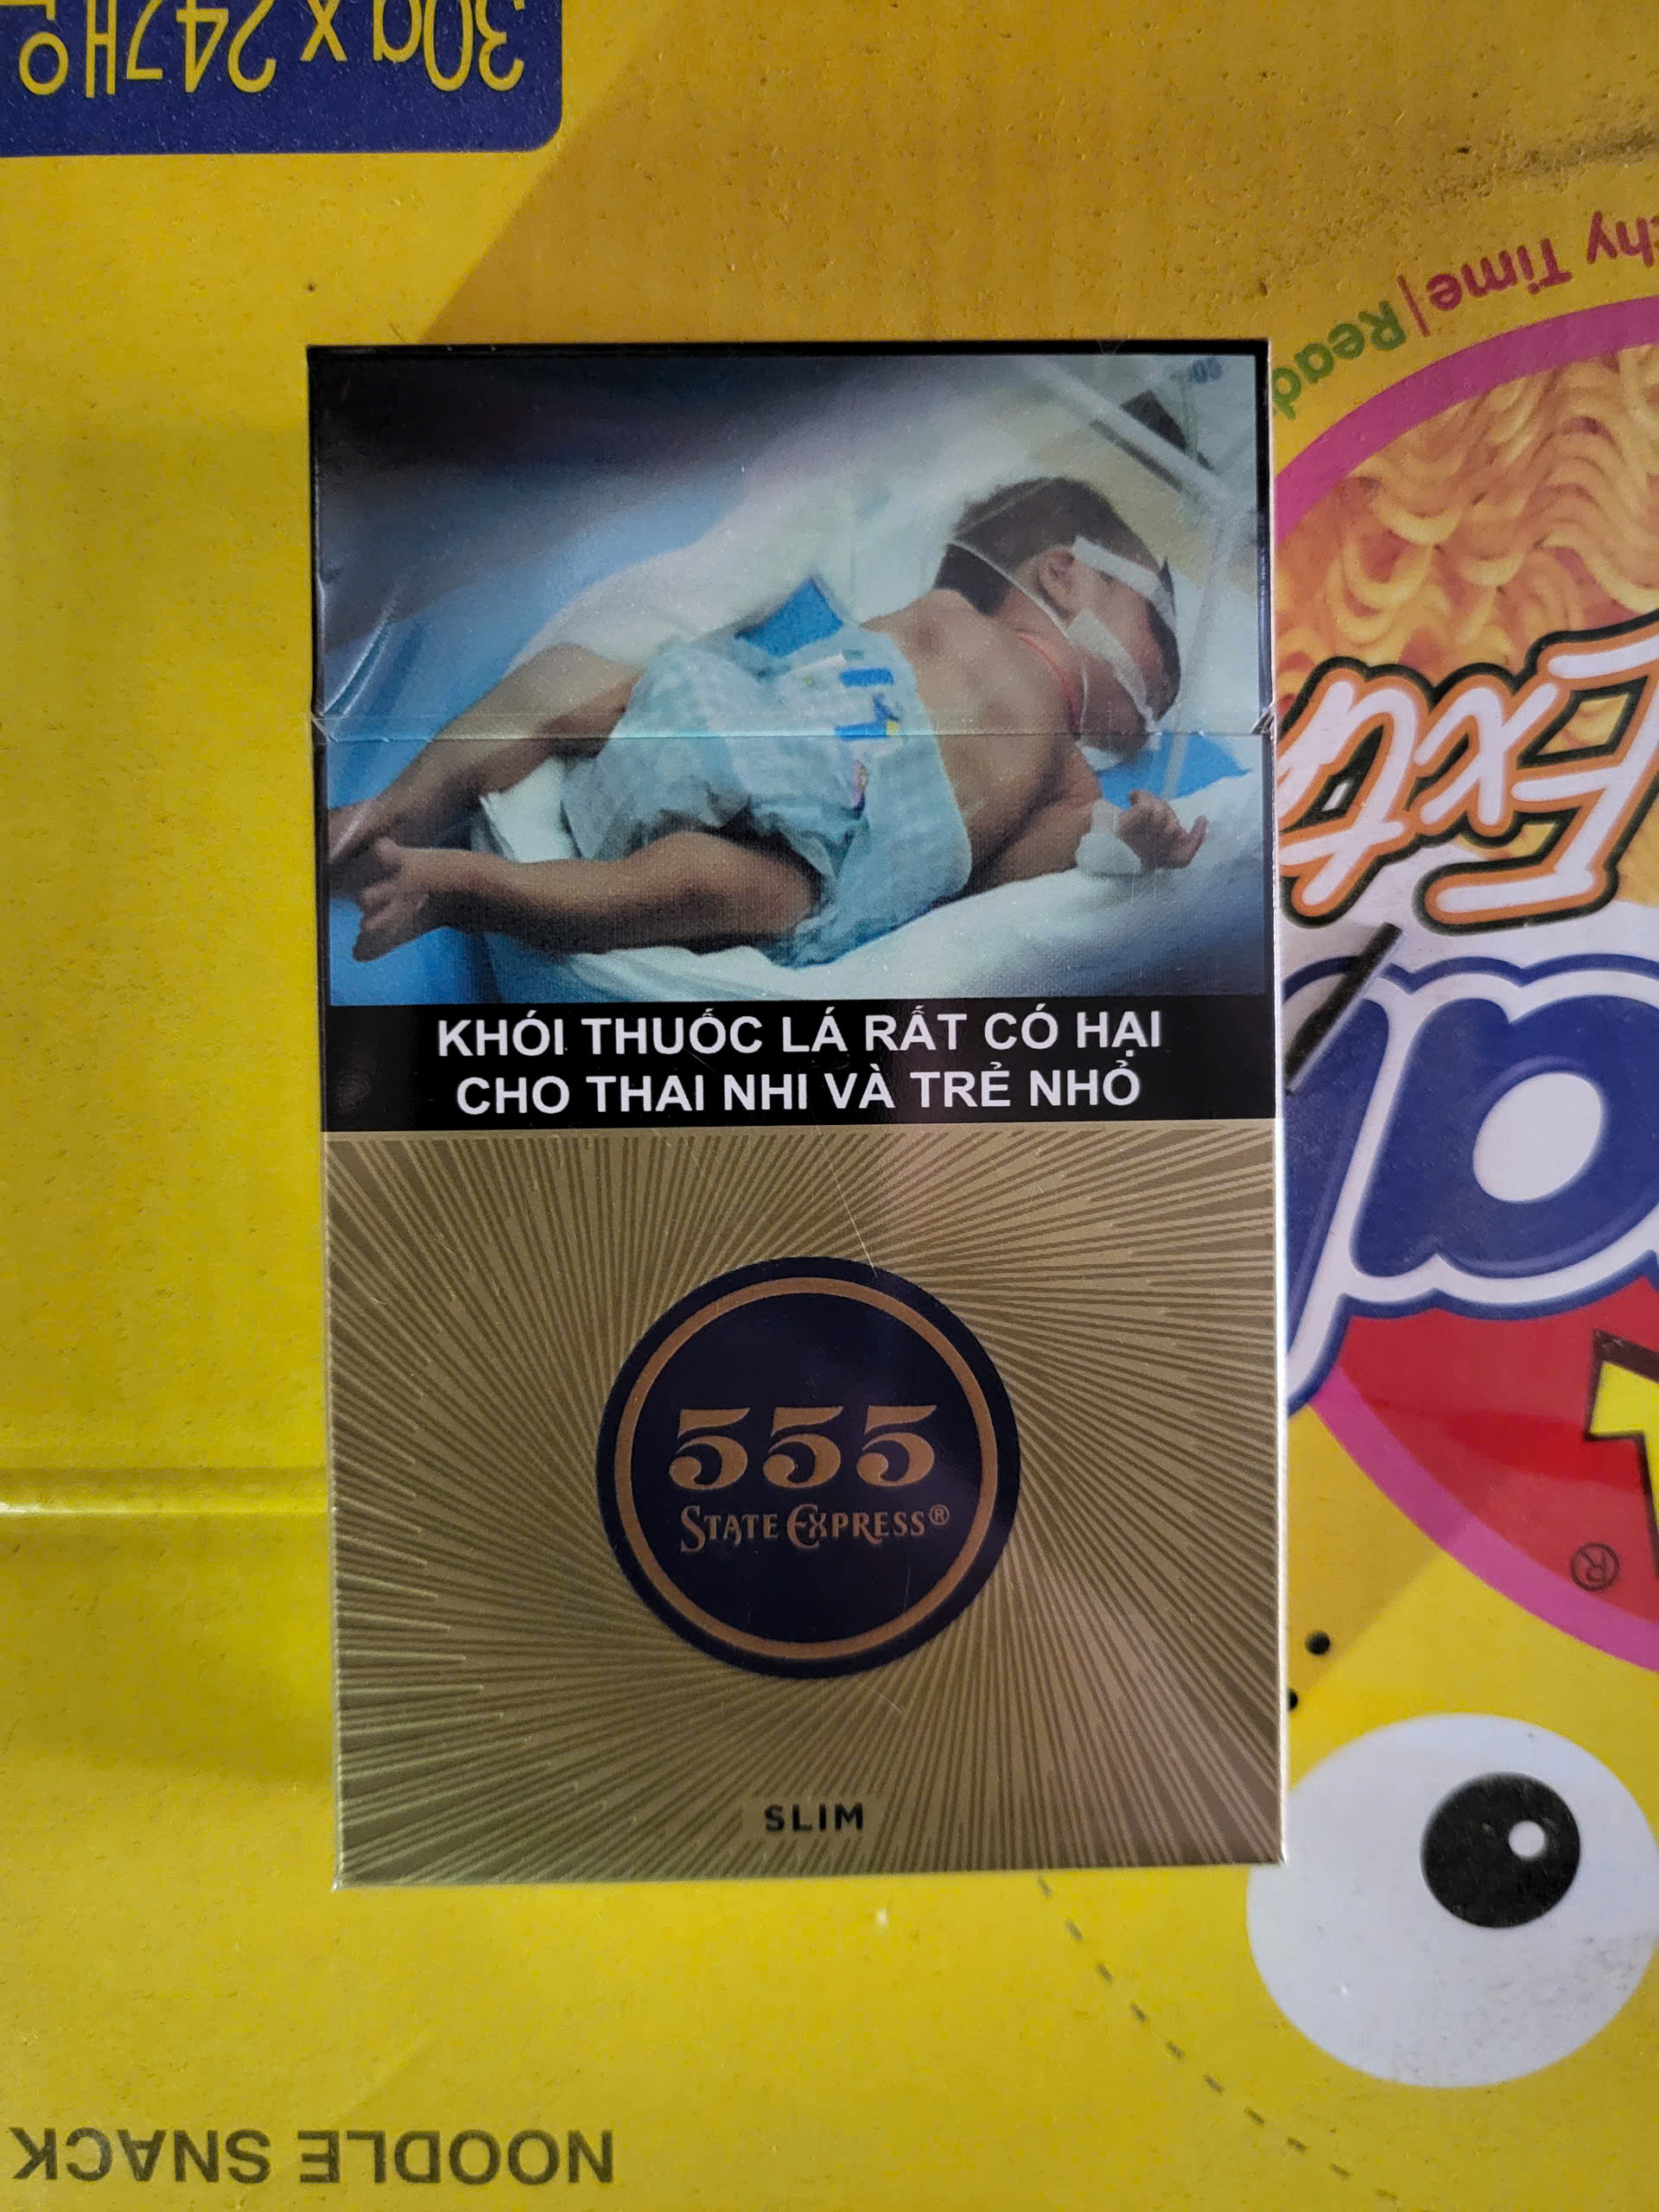 30g x 24
Read
KHÓI THUỐC LÁ RẤT CÓ HẠI
CHO THAI NHI VÀ TRẺ NHỎ
555
STATE EXPRESS®
SLIM
®
NOODLE SNACK